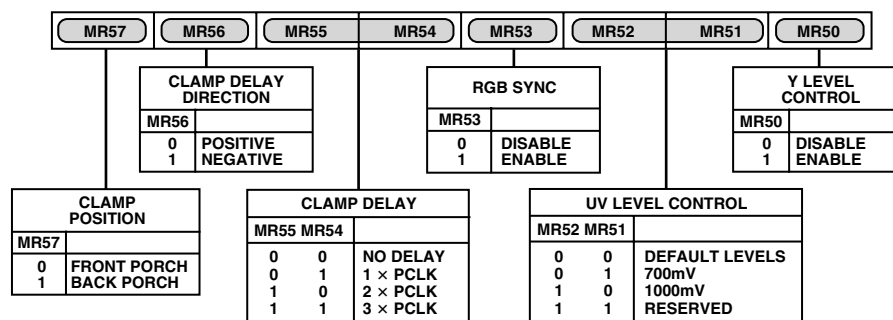 MR57 MR56 MR55 MR54 MR53 MR52 MR51 MR50
CLAMP DELAY
DIRECTION
MR56
0 POSITIVE
1 NEGATIVE
RGB SYNC
MR53
0 DISABLE
1 ENABLE
Y LEVEL
CONTROL
MR50
0 DISABLE
1 ENABLE
CLAMP
POSITION
MR57
0 FRONT PORCH
1 BACK PORCH
CLAMP DELAY
MR55 MR54
0 0 NO DELAY
0 1 1 × PCLK
1 0 2 × PCLK
1 1 3 × PCLK
UV LEVEL CONTROL
MR52 MR51
0 0 DEFAULT LEVELS
0 1 700mV
1 0 1000mV
1 1 RESERVED